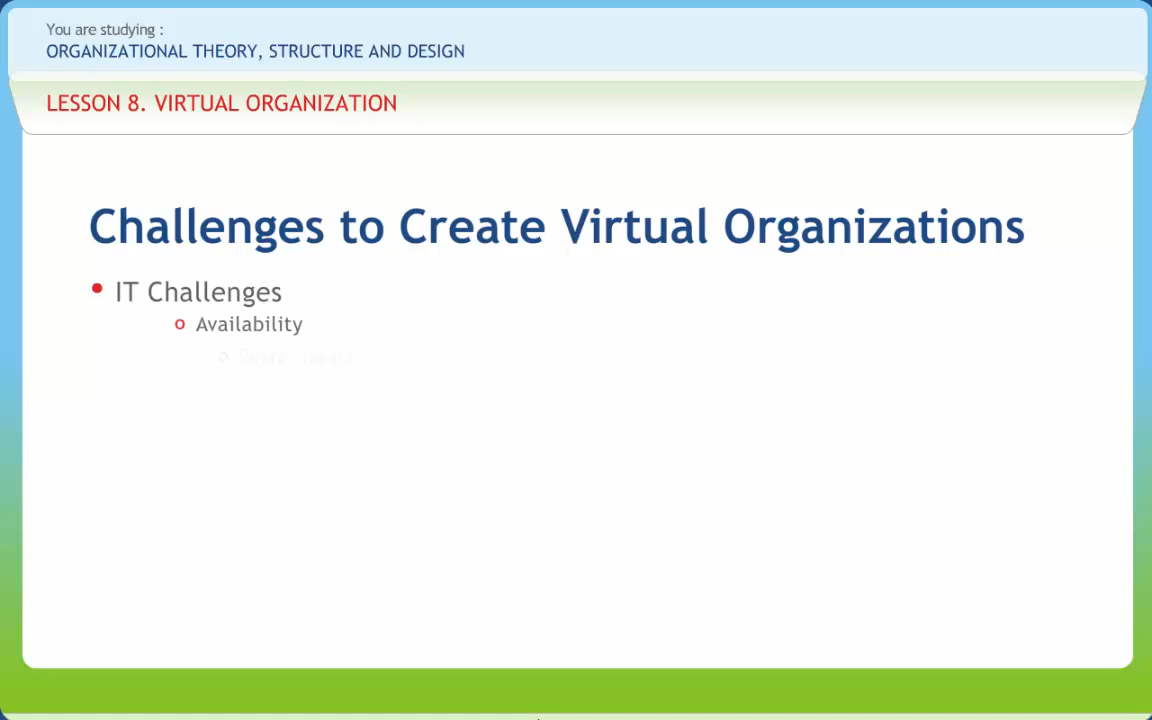 You are studying :
ORGANIZATIONAL THEORY, STRUCTURE AND DESIGN
LESSON 8. VIRTUAL ORGANIZATION
Challenges to Create Virtual Organizations
• IT Challenges
o Availability